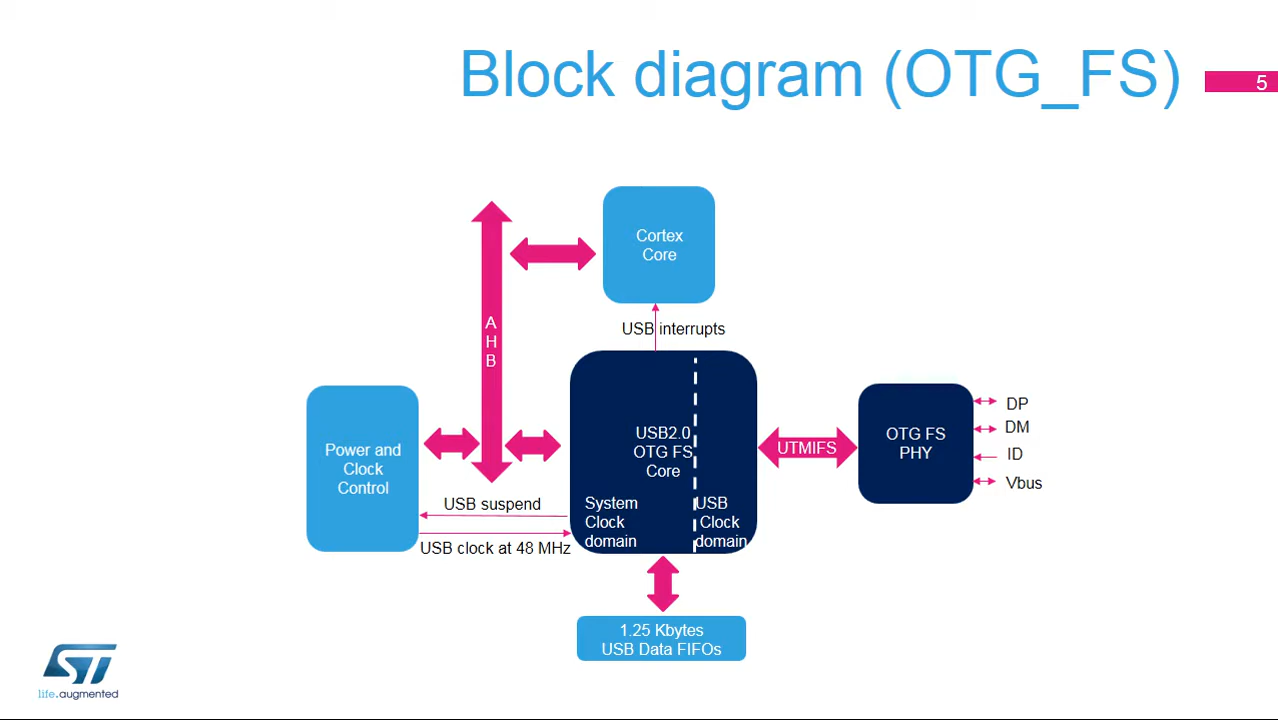 Block diagram (OTG_FS)
5
Cortex
Core
A
H
B
USB interrupts
Power and
Clock
Control
USB2.0
OTG FS
Core
System
Clock
domain
USB
Clock
domain
UTMIFS
OTG FS
PHY
DP
DM
ID
Vbus
USB suspend
USB clock at 48 MHz
1.25 Kbytes
USB Data FIFOs
ST
life.augmented